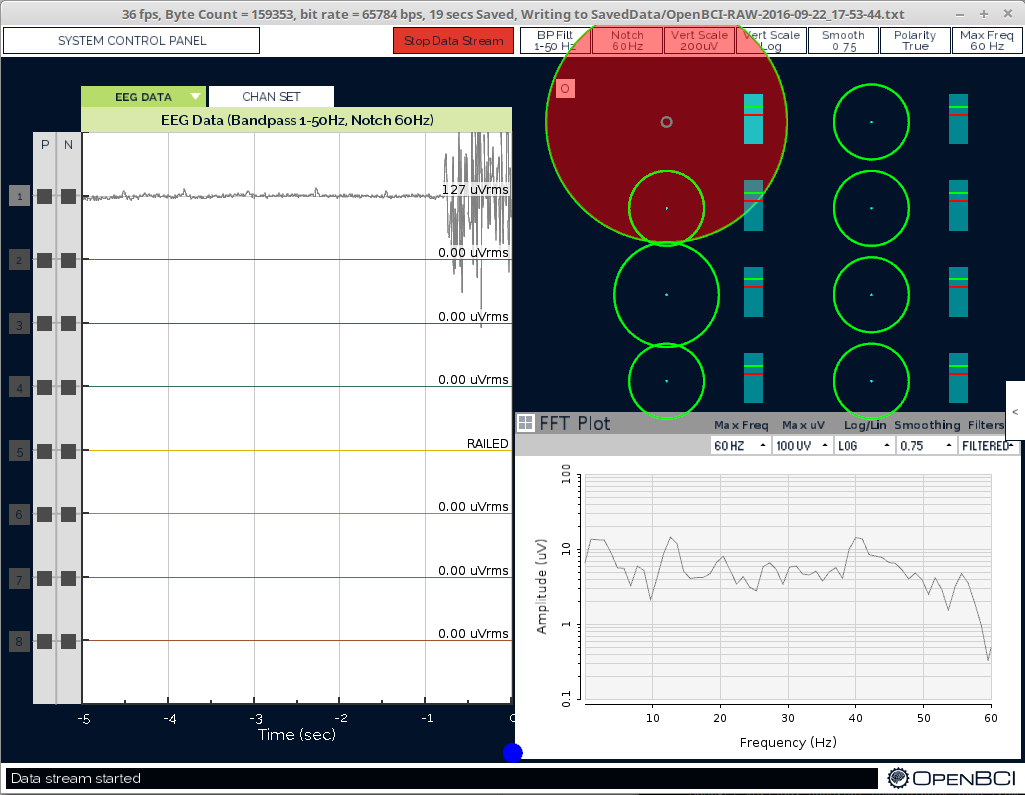 36 fps, Byte Count = 159353, bit rate = 65784 bps, 19 secs Saved, Writing to SavedData/OpenBCI-RAW-2016-09-22_17-53-44.txt
SYSTEM CONTROL PANEL
Stop Data Stream
BP Filt
1-50 Hz
Notch
60Hz
Vert Scale
200uV
Vert Scale
Log
Smooth
0.75
Polarity
True
Max Freq
60 Hz
EEG DATA
CHAN SET
EEG Data (Bandpass 1-50Hz, Notch 60Hz)
P N
O
1
127 uVrms
2
0.00 uVrms
3
0.00 uVrms
4
0.00 uVrms
5
RAILED
6
0.00 uVrms
7
0.00 uVrms
8
0.00 uVrms
-5 -4 -3 -2 -1 0
Time (sec)
<
FFT Plot
Max Freq Max uV Log/Lin Smoothing Filters
60 HZ 100 UV LOG 0.75 FILTERED
100
10
1
0.1
Amplitude (uV)
10 20 30 40 50 60
Frequency (Hz)
Data stream started
OPENBCI